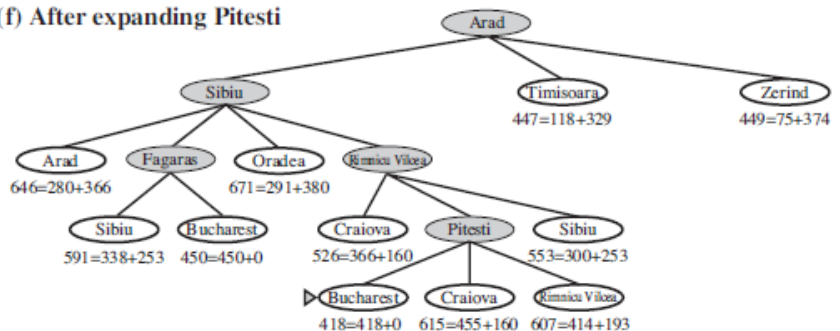 (f) After expanding Pitesti
Arad
Sibiu
Timisoara
Zerind
447=118+329
449=75+374
Arad
Fagaras
Oradea
Rimnicu Vilcea
646=280+366
671=291+380
Sibiu
Bucharest
Craiova
Pitesti
Sibiu
591=338+253
450=450+0
526=366+160
553=300+253
Bucharest
Craiova
Rimnicu Vilcea
418=418+0
615=455+160
607=414+193